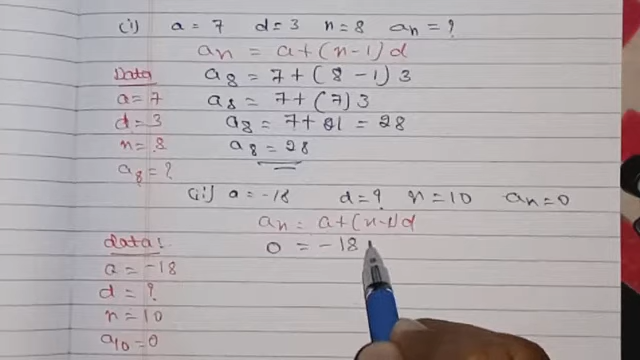 (i) a = 7 d = 3 n = 8 an = ?
an = a + (n-1) d
Data a8 = 7 + (8 - 1) 3
a = 7 a8 = 7 + (7) 3
d = 3 a8 = 7 + 21 = 28
n = 8 a8 = 28
a8 = ?
(ii) a = -18 d = ? n = 10 an = 0
an = a + (n-1) d
data: 0 = -18
a = -18
d = ?
n = 10
a10 = 0